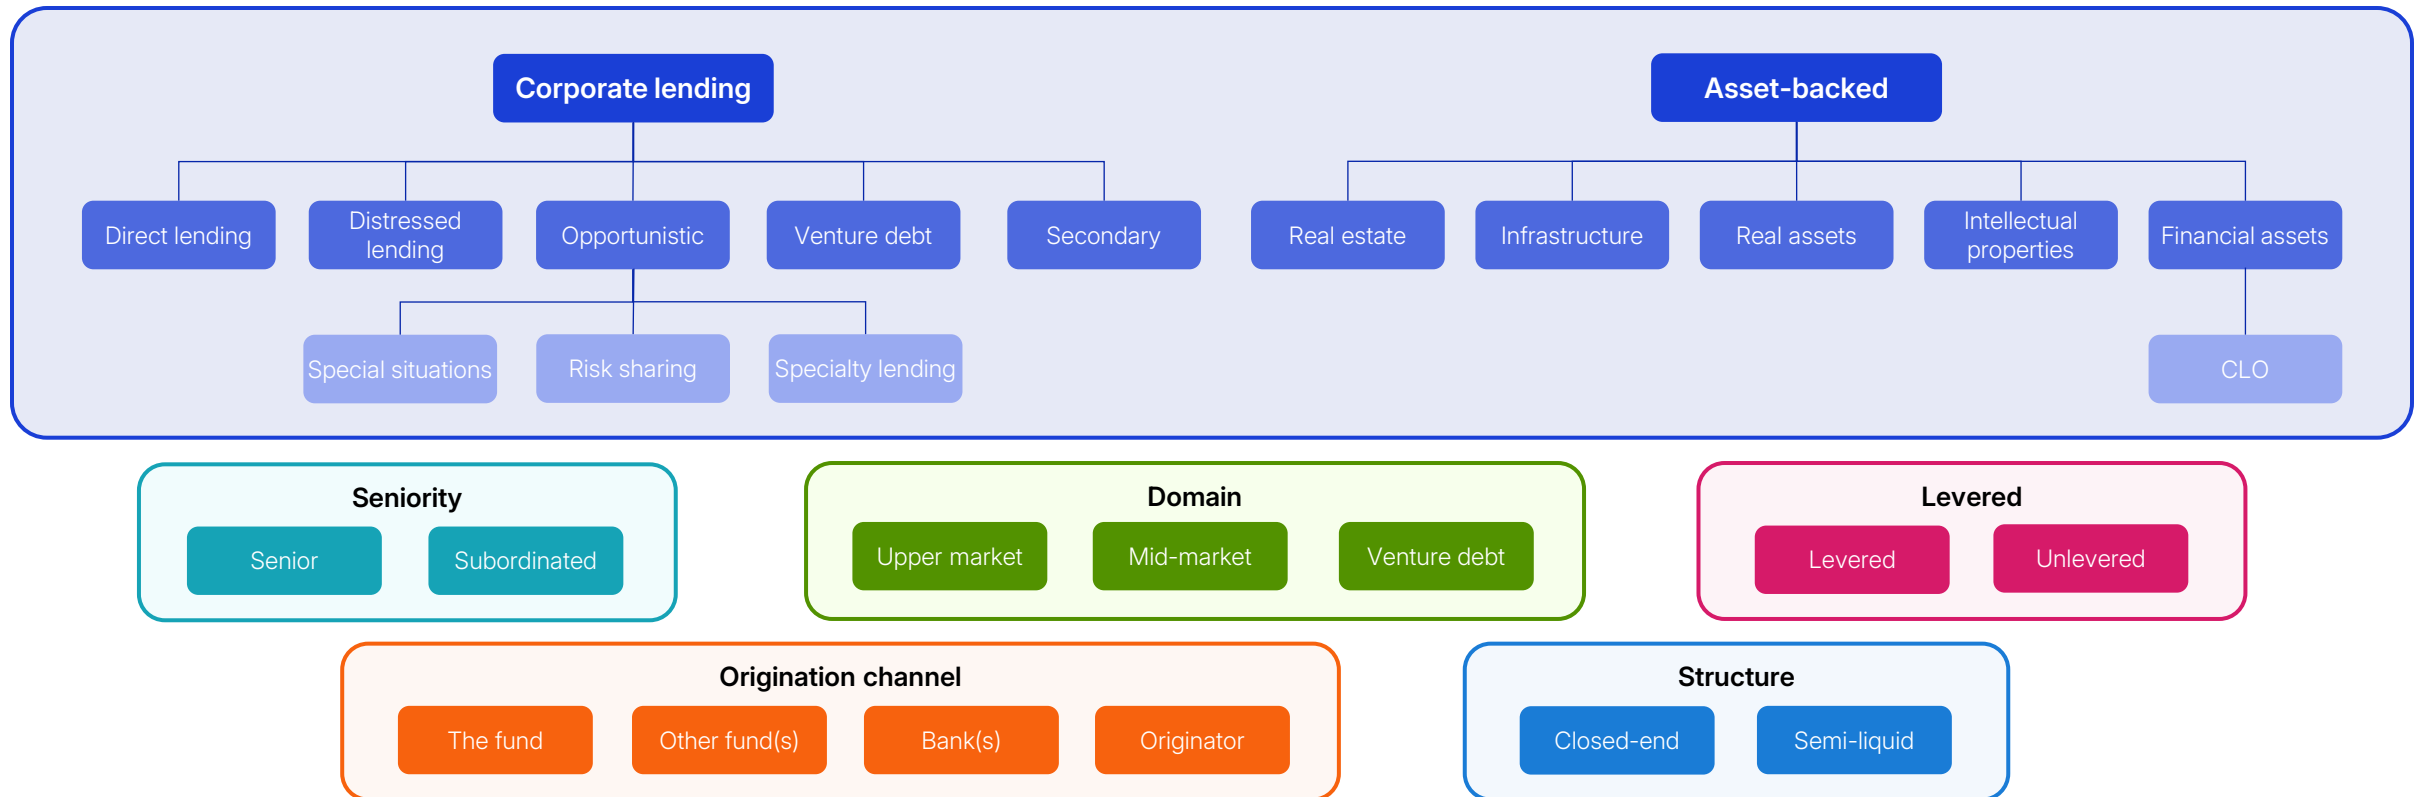 Corporate lending
Asset-backed
Direct lending
Distressed
lending
Opportunistic
Venture debt
Secondary
Real estate
Infrastructure
Real assets
Intellectual
properties
Financial assets
Special situations
Risk sharing
Specialty lending
CLO
Seniority
Senior
Subordinated
Domain
Upper market
Mid-market
Venture debt
Levered
Levered
Unlevered
Origination channel
The fund
Other fund(s)
Bank(s)
Originator
Structure
Closed-end
Semi-liquid